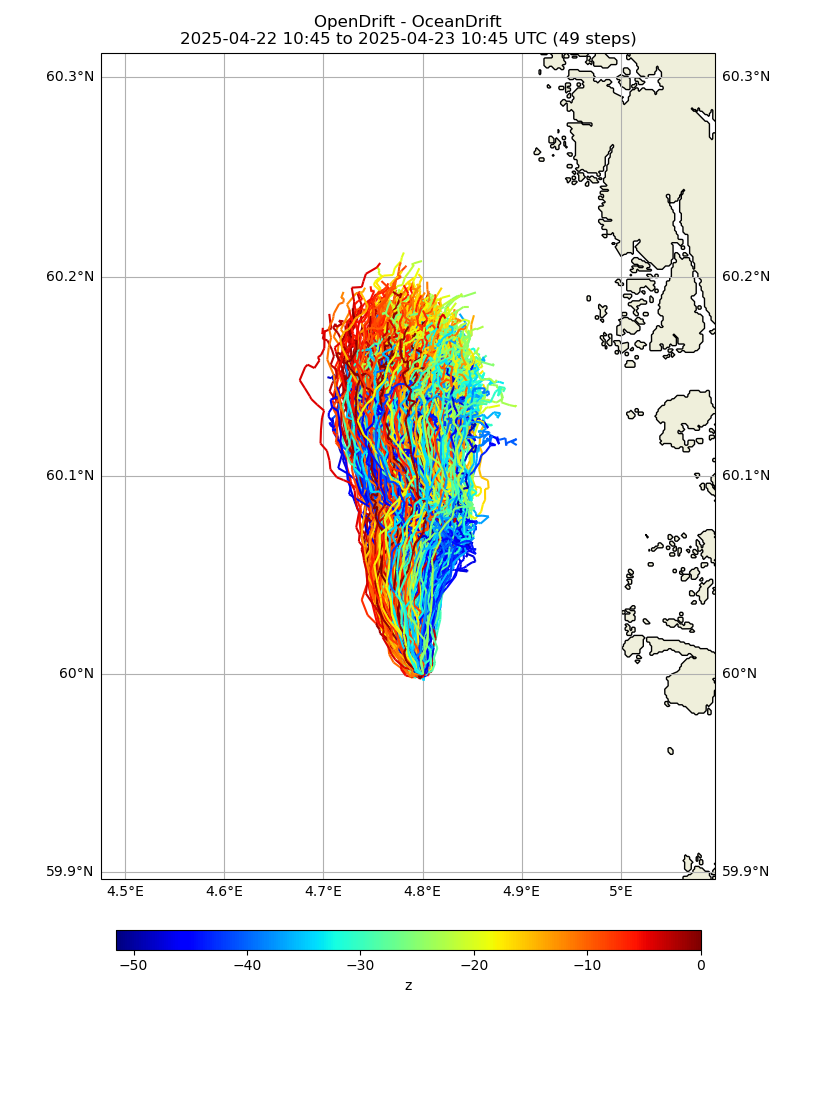 OpenDrift - OceanDrift
2025-04-22 10:45 to 2025-04-23 10:45 UTC (49 steps)
60.3°N 60.3°N
60.2°N 60.2°N
60.1°N 60.1°N
60°N 60°N
59.9°N 59.9°N
4.5°E 4.6°E 4.7°E 4.8°E 4.9°E 5°E
−50 −40 −30 −20 −10 0
z